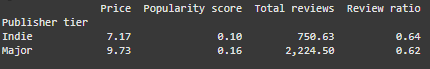 Price Popularity score Total reviews Review ratio
Publisher tier
Indie 7.17 0.10 750.63 0.64
Major 9.73 0.16 2,224.50 0.62